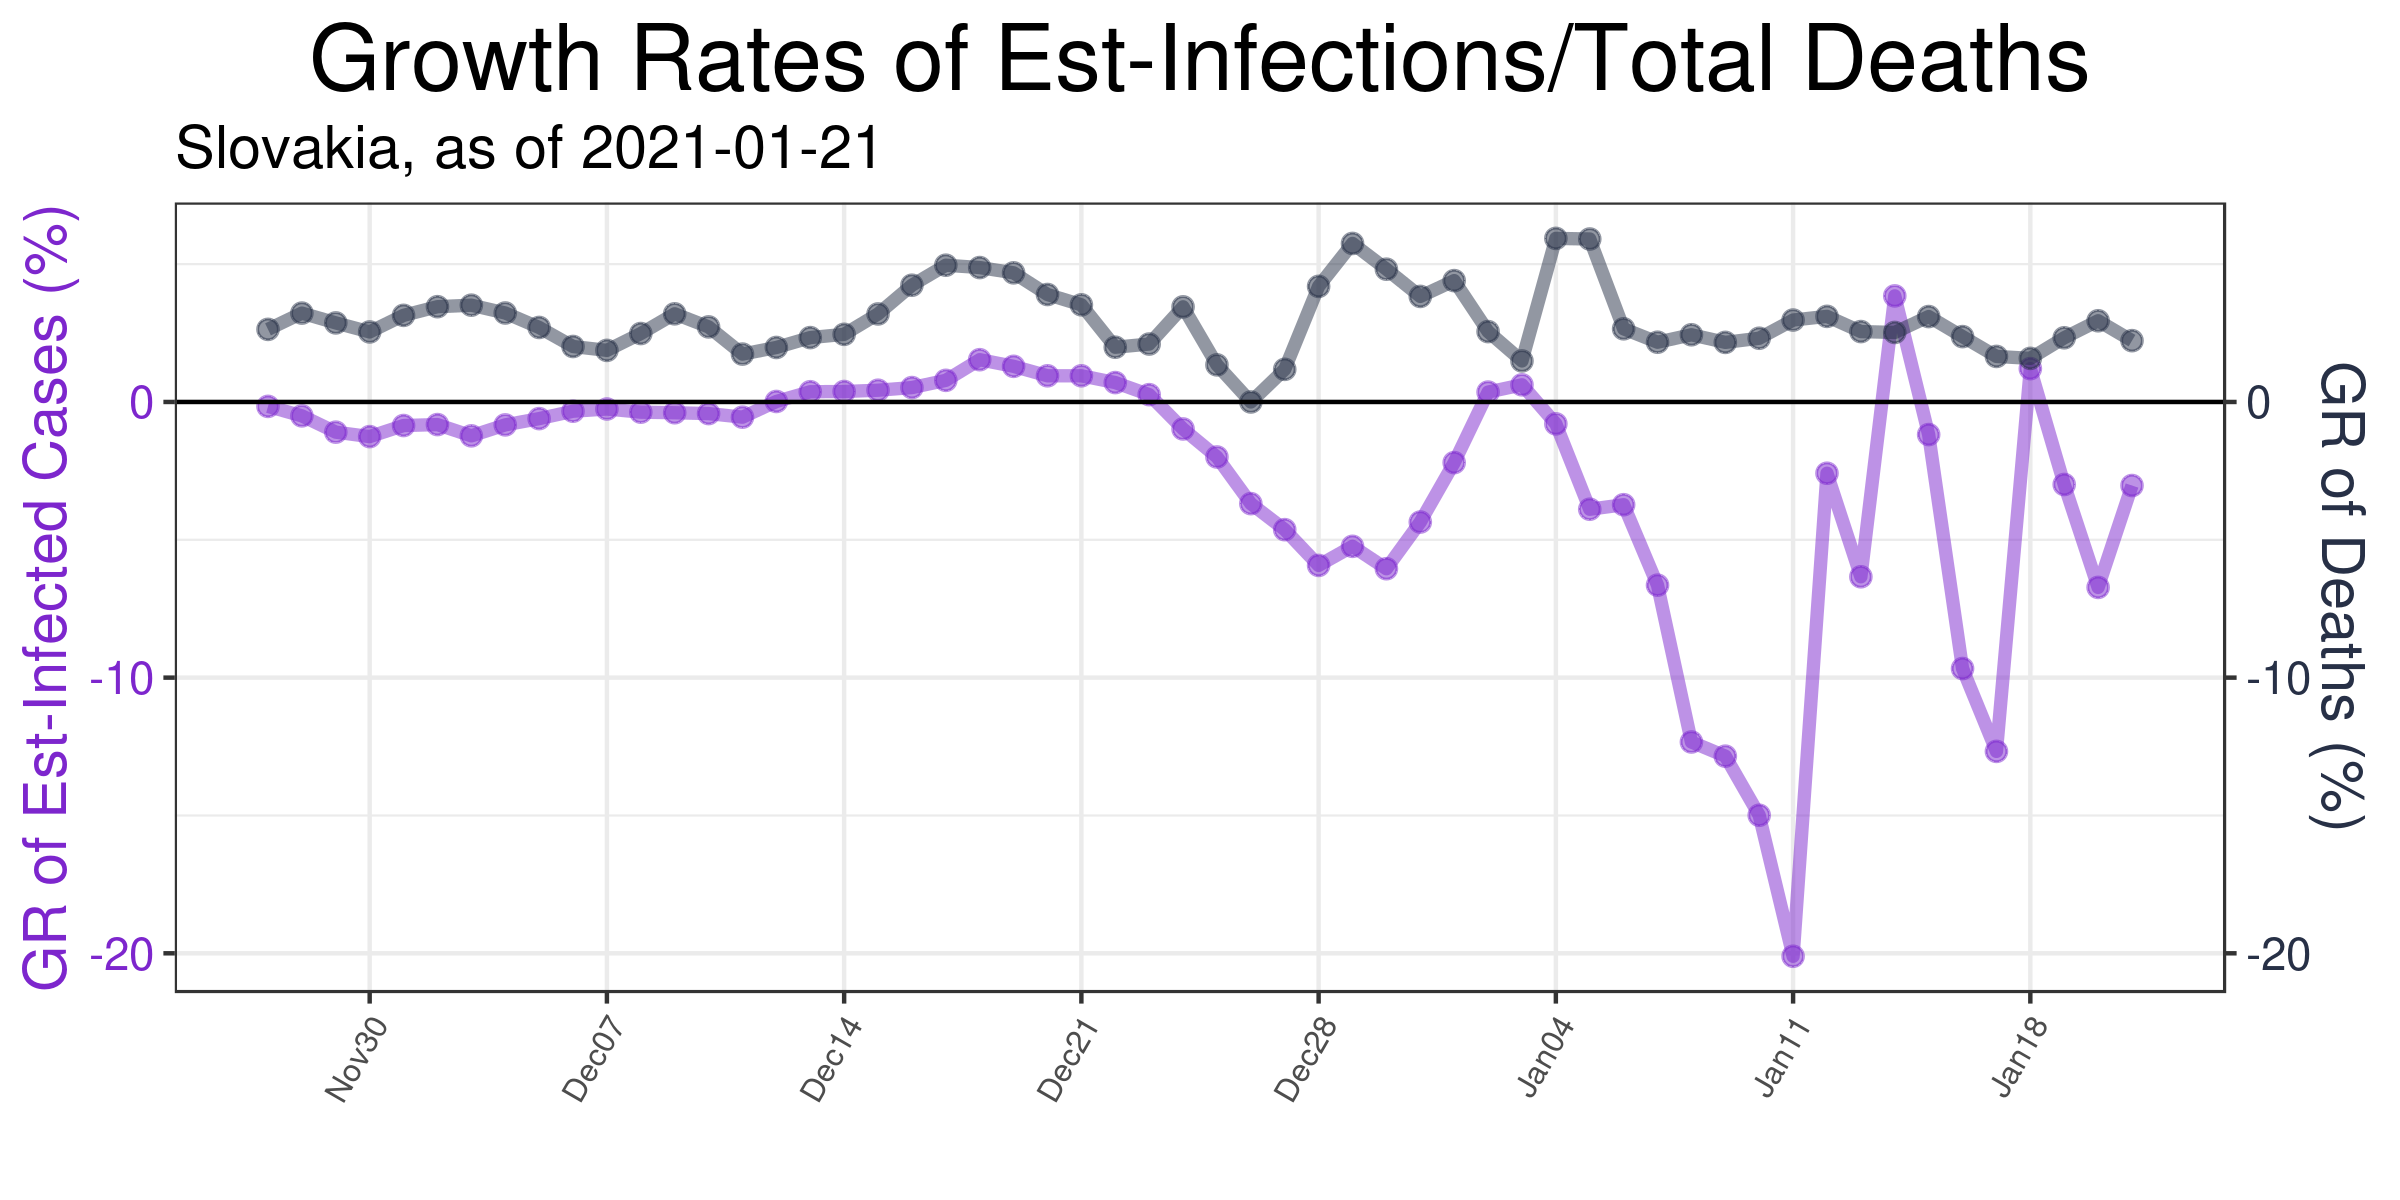 Growth Rates of Est-Infections/Total Deaths
Slovakia, as of 2021-01-21
GR of Est-Infected Cases (%)
0
-10
-20
0
-10
-20
GR of Deaths (%)
Nov30
Dec07
Dec14
Dec21
Dec28
Jan04
Jan11
Jan18